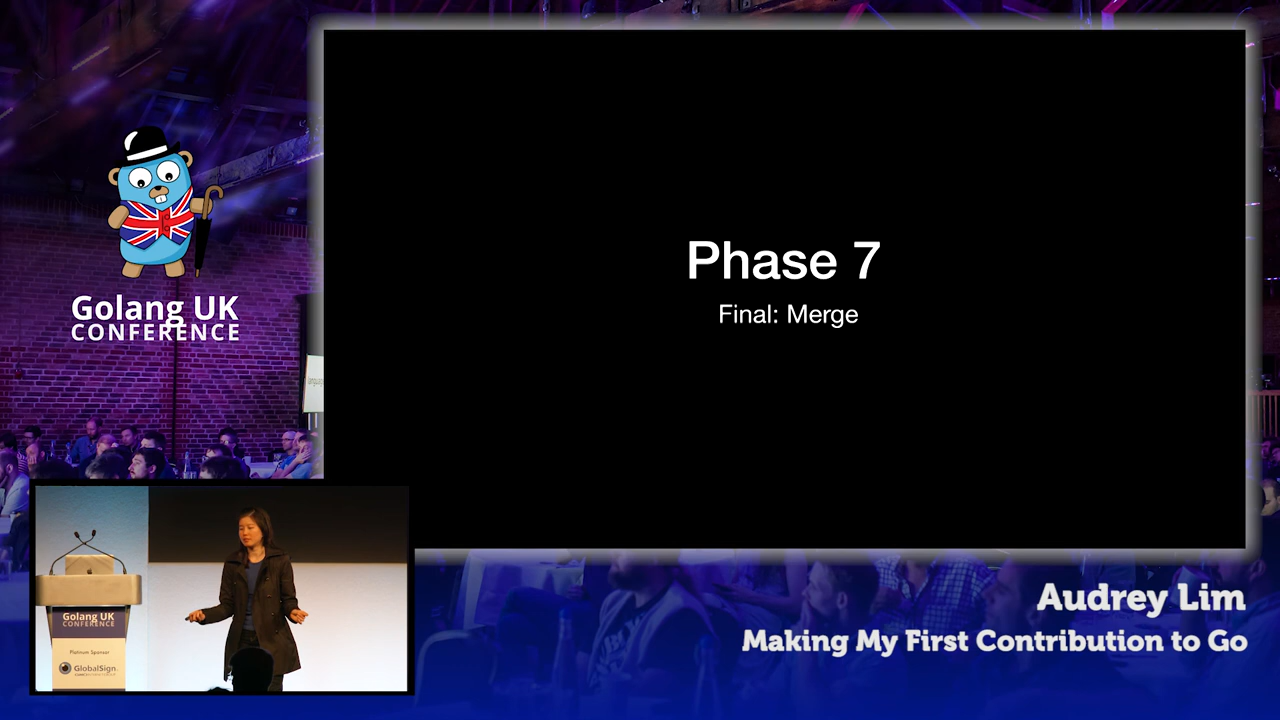 Phase 7
Final: Merge
Golang UK
CONFERENCE
Golang UK
CONFERENCE
Platinum Sponsor
GlobalSign
Audrey Lim
Making My First Contribution to Go